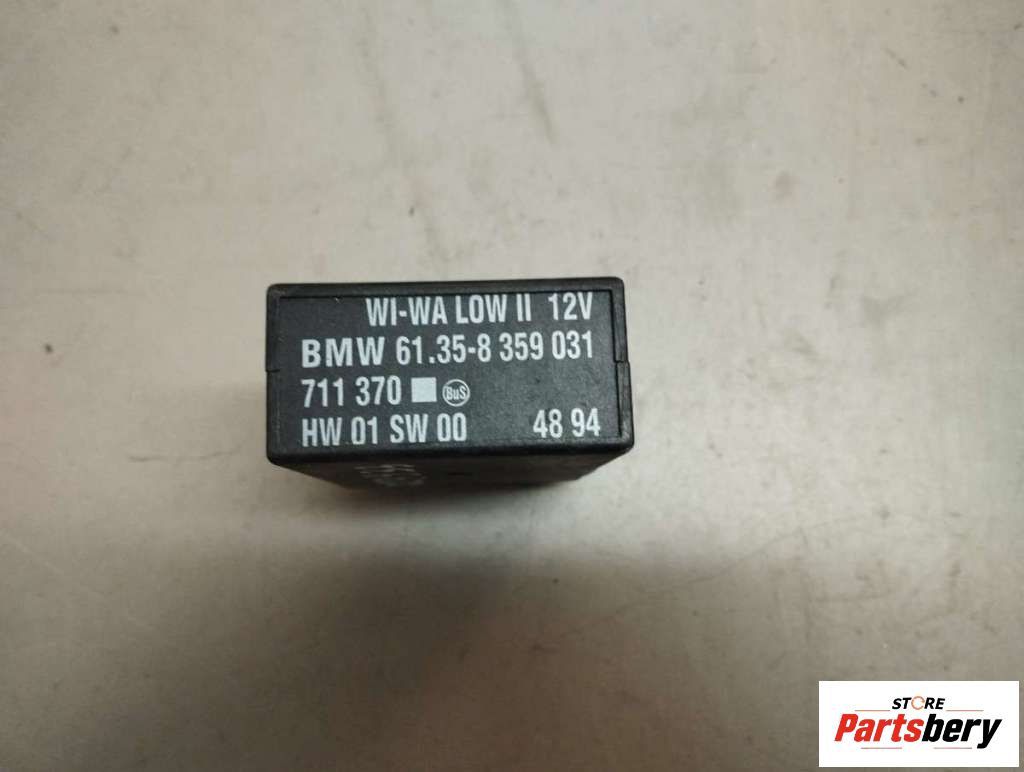 WI-WA LOW II 12V
BMW 61.35-8 359 031
711 370 BuS
HW 01 SW 00 48 94
STORE
Partsbery